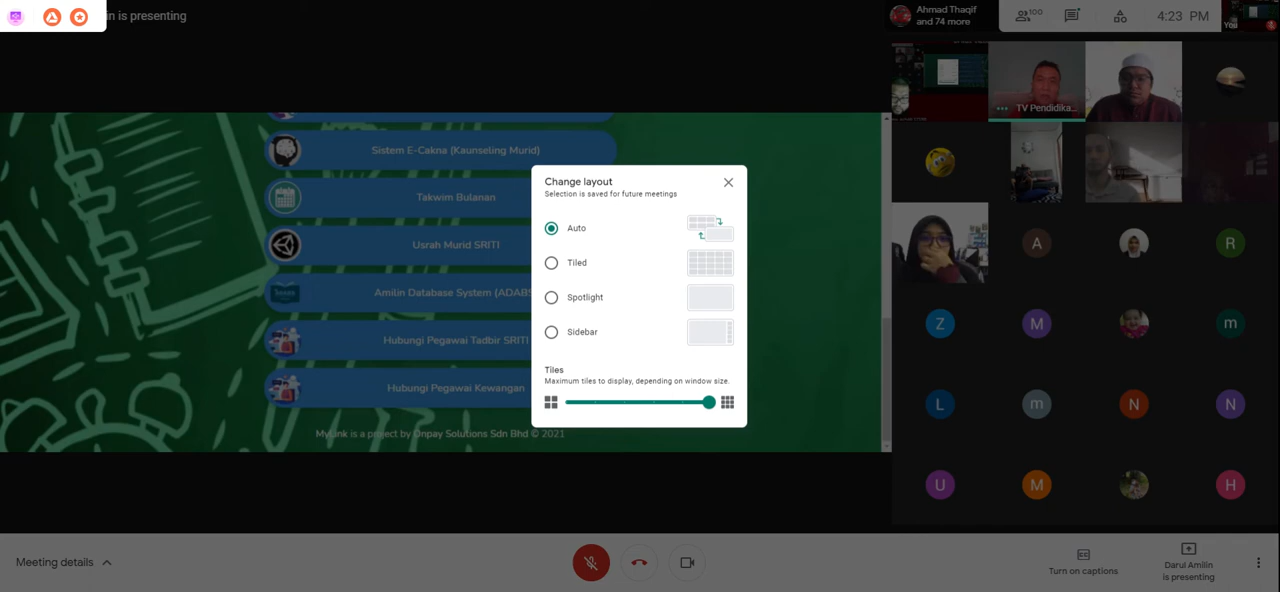 in is presenting
Ahmad Thaqif
and 74 more
100
4:23 PM
You
TV Pendidika...
Sistem E-Cakna (Kaunseling Murid)
Takwim Bulanan
Usrah Murid SRITI
Amilin Database System (ADABS
Hubungi Pegawai Tadbir SRITI
Hubungi Pegawai Kewangan
MyLink is a project by Onpay Solutions Sdn Bhd © 2021
Change layout
Selection is saved for future meetings
Auto
Tiled
Spotlight
Sidebar
Tiles
Maximum tiles to display, depending on window size.
A
R
Z
M
m
L
m
N
N
U
M
H
Meeting details
CC
Turn on captions
Darul Amilin
is presenting